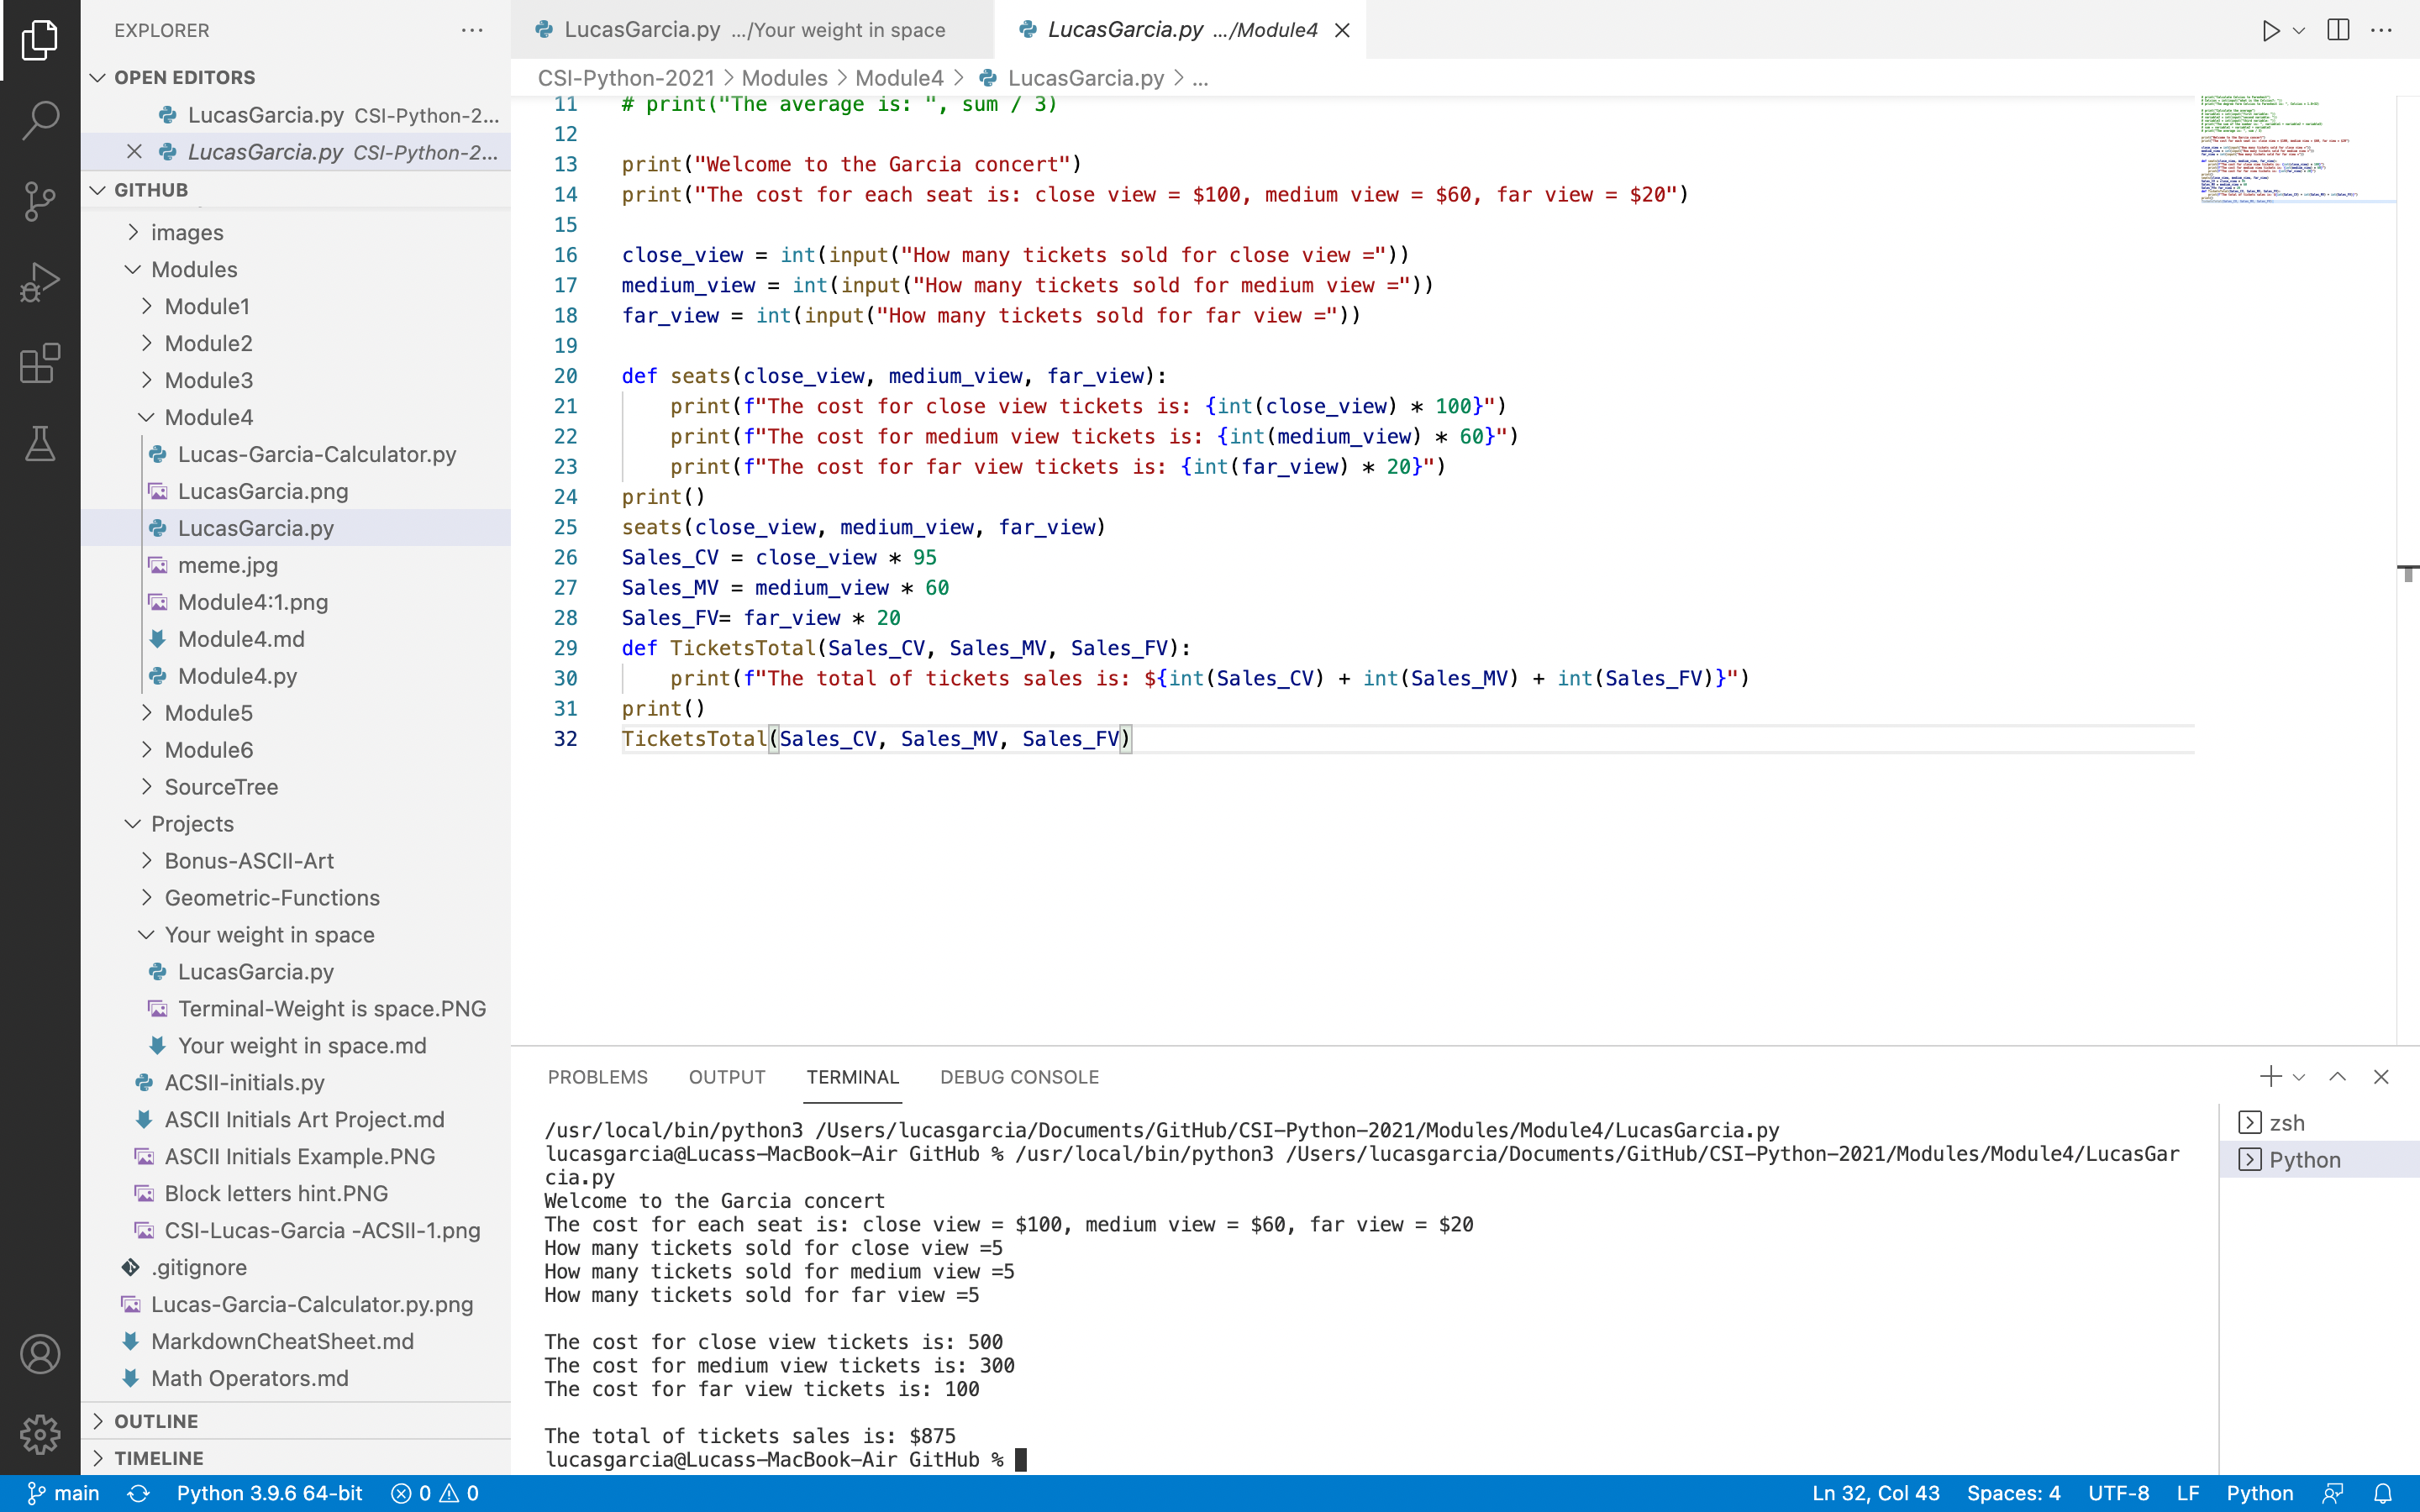 EXPLORER
OPEN EDITORS
LucasGarcia.py CSI-Python-2...
LucasGarcia.py CSI-Python-2...
GITHUB
images
Modules
Module1
Module2
Module3
Module4
Lucas-Garcia-Calculator.py
LucasGarcia.png
LucasGarcia.py
meme.jpg
Module4:1.png
Module4.md
Module4.py
Module5
Module6
SourceTree
Projects
Bonus-ASCII-Art
Geometric-Functions
Your weight in space
LucasGarcia.py
Terminal-Weight is space.PNG
Your weight in space.md
ACSII-initials.py
ASCII Initials Art Project.md
ASCII Initials Example.PNG
Block letters hint.PNG
CSI-Lucas-Garcia -ACSII-1.png
.gitignore
Lucas-Garcia-Calculator.py.png
MarkdownCheatSheet.md
Math Operators.md
OUTLINE
TIMELINE
LucasGarcia.py .../Your weight in space
LucasGarcia.py .../Module4
CSI-Python-2021 > Modules > Module4 > LucasGarcia.py > ...
11 # print("The average is: ", sum / 3)
12
13 print("Welcome to the Garcia concert")
14 print("The cost for each seat is: close view = $100, medium view = $60, far view = $20")
15
16 close_view = int(input("How many tickets sold for close view ="))
17 medium_view = int(input("How many tickets sold for medium view ="))
18 far_view = int(input("How many tickets sold for far view ="))
19
20 def seats(close_view, medium_view, far_view):
21     print(f"The cost for close view tickets is: {int(close_view) * 100}")
22     print(f"The cost for medium view tickets is: {int(medium_view) * 60}")
23     print(f"The cost for far view tickets is: {int(far_view) * 20}")
24 print()
25 seats(close_view, medium_view, far_view)
26 Sales_CV = close_view * 95
27 Sales_MV = medium_view * 60
28 Sales_FV= far_view * 20
29 def TicketsTotal(Sales_CV, Sales_MV, Sales_FV):
30     print(f"The total of tickets sales is: ${int(Sales_CV) + int(Sales_MV) + int(Sales_FV)}")
31 print()
32 TicketsTotal(Sales_CV, Sales_MV, Sales_FV)
PROBLEMS OUTPUT TERMINAL DEBUG CONSOLE
/usr/local/bin/python3 /Users/lucasgarcia/Documents/GitHub/CSI-Python-2021/Modules/Module4/LucasGarcia.py
lucasgarcia@Lucass-MacBook-Air GitHub % /usr/local/bin/python3 /Users/lucasgarcia/Documents/GitHub/CSI-Python-2021/Modules/Module4/LucasGar
cia.py
Welcome to the Garcia concert
The cost for each seat is: close view = $100, medium view = $60, far view = $20
How many tickets sold for close view =5
How many tickets sold for medium view =5
How many tickets sold for far view =5
The cost for close view tickets is: 500
The cost for medium view tickets is: 300
The cost for far view tickets is: 100
The total of tickets sales is: $875
lucasgarcia@Lucass-MacBook-Air GitHub %
zsh
Python
main Python 3.9.6 64-bit 0 0 Ln 32, Col 43 Spaces: 4 UTF-8 LF Python